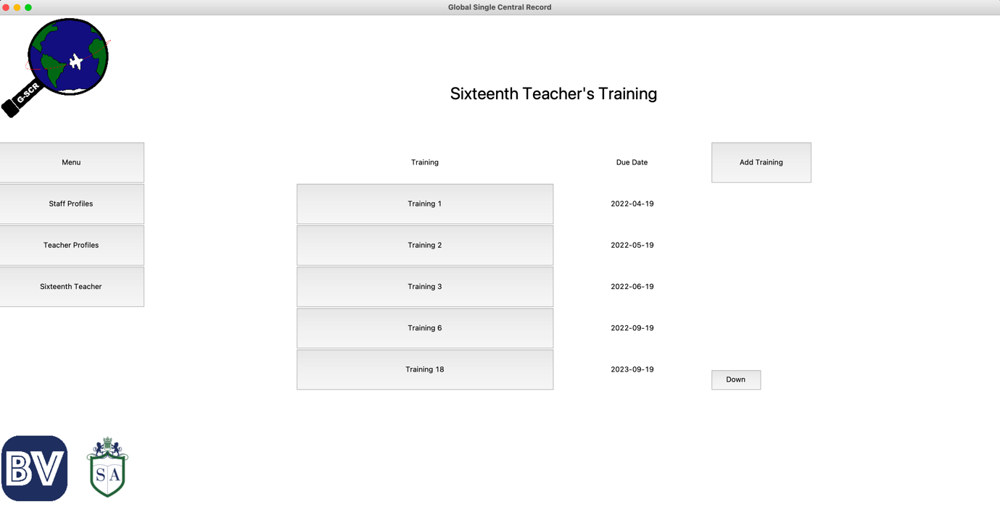 Global Single Central Record
G-SCR
Sixteenth Teacher's Training
Menu
Training
Due Date
Add Training
Staff Profiles
Training 1
2022-04-19
Teacher Profiles
Training 2
2022-05-19
Sixteenth Teacher
Training 3
2022-06-19
Training 6
2022-09-19
Training 18
2023-09-19
Down
BV
SA